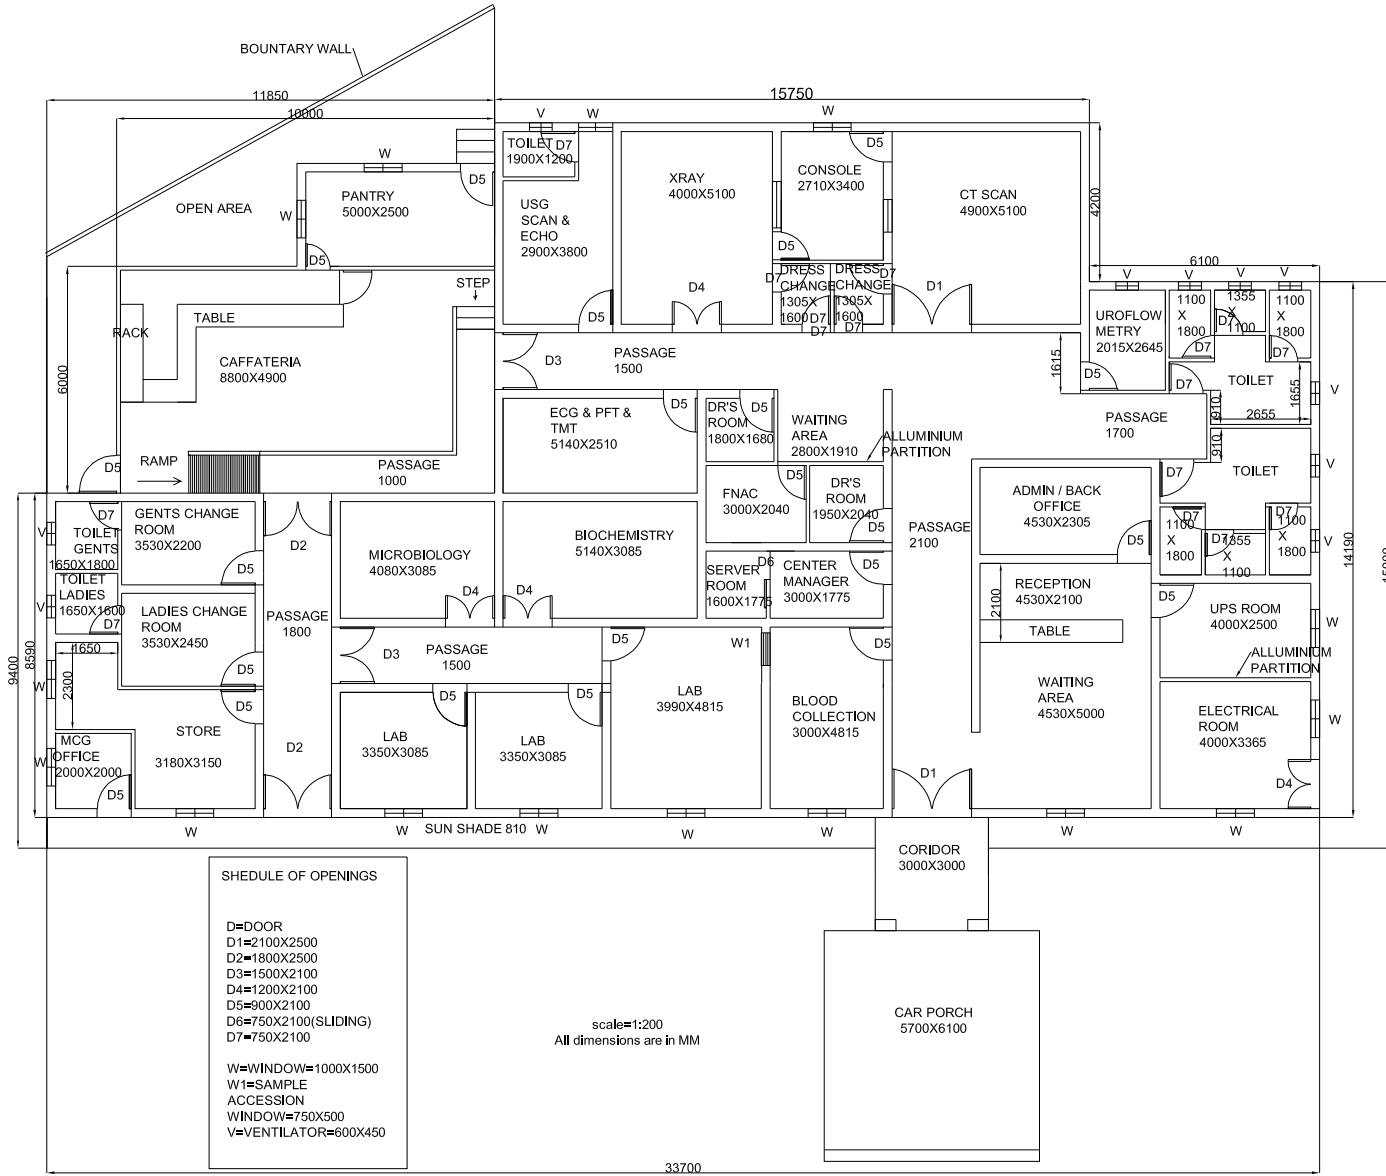 BOUNTARY WALL
11850
10000
15750
V
W
W
TOILET
1900X1200
D7
D5
W
PANTRY
5000X2500
D5
OPEN AREA
W
D5
XRAY
4000X5100
CONSOLE
2710X3400
CT SCAN
4900X5100
4200
USG
SCAN &
ECHO
2900X3800
D5
D5
D4
D7
DRESS
CHANGE
1305X
1600
D7
DRESS
CHANGE
1305X
1600
D7
D7
D1
6100
V
V
V
V
STEP
RACK
TABLE
CAFFATERIA
8800X4900
6000
UROFLOW
METRY
2015X2645
D5
1100
X
1800
1355
X
1100
1100
X
1800
D7
D7
D7
D7
D3
PASSAGE
1500
1615
TOILET
1655
910
2655
V
ECG & PFT &
TMT
5140X2510
D5
DR'S
ROOM
1800X1680
D5
WAITING
AREA
2800X1910
ALLUMINIUM
PARTITION
PASSAGE
1700
910
TOILET
D7
V
D5
RAMP
PASSAGE
1000
FNAC
3000X2040
D5
DR'S
ROOM
1950X2040
D5
ADMIN / BACK
OFFICE
4530X2305
D5
PASSAGE
2100
D7
D7
D7
1100
X
1800
1355
X
1100
1100
X
1800
V
V
TOILET
GENTS
1650X1800
D7
GENTS CHANGE
ROOM
3530X2200
D5
D2
MICROBIOLOGY
4080X3085
D4
BIOCHEMISTRY
5140X3085
D4
SERVER
ROOM
1600X1775
D6
CENTER
MANAGER
3000X1775
D5
RECEPTION
4530X2100
2100
TABLE
14190
15000
V
TOILET
LADIES
1650X1600
D7
LADIES CHANGE
ROOM
3530X2450
D5
PASSAGE
1800
D5
UPS ROOM
4000X2500
W
ALLUMINIUM
PARTITION
9400
8590
1650
2300
W
D3
PASSAGE
1500
D5
W1
D5
LAB
3990X4815
BLOOD
COLLECTION
3000X4815
WAITING
AREA
4530X5000
ELECTRICAL
ROOM
4000X3365
W
D4
D5
STORE
3180X3150
MCG
OFFICE
2000X2000
D5
W
D2
D5
LAB
3350X3085
D5
LAB
3350X3085
D1
W
W
SUN SHADE 810
W
W
W
W
W
CORIDOR
3000X3000
SHEDULE OF OPENINGS
D=DOOR
D1=2100X2500
D2=1800X2500
D3=1500X2100
D4=1200X2100
D5=900X2100
D6=750X2100(SLIDING)
D7=750X2100
W=WINDOW=1000X1500
W1=SAMPLE
ACCESSION
WINDOW=750X500
V=VENTILATOR=600X450
scale=1:200
All dimensions are in MM
CAR PORCH
5700X6100
33700